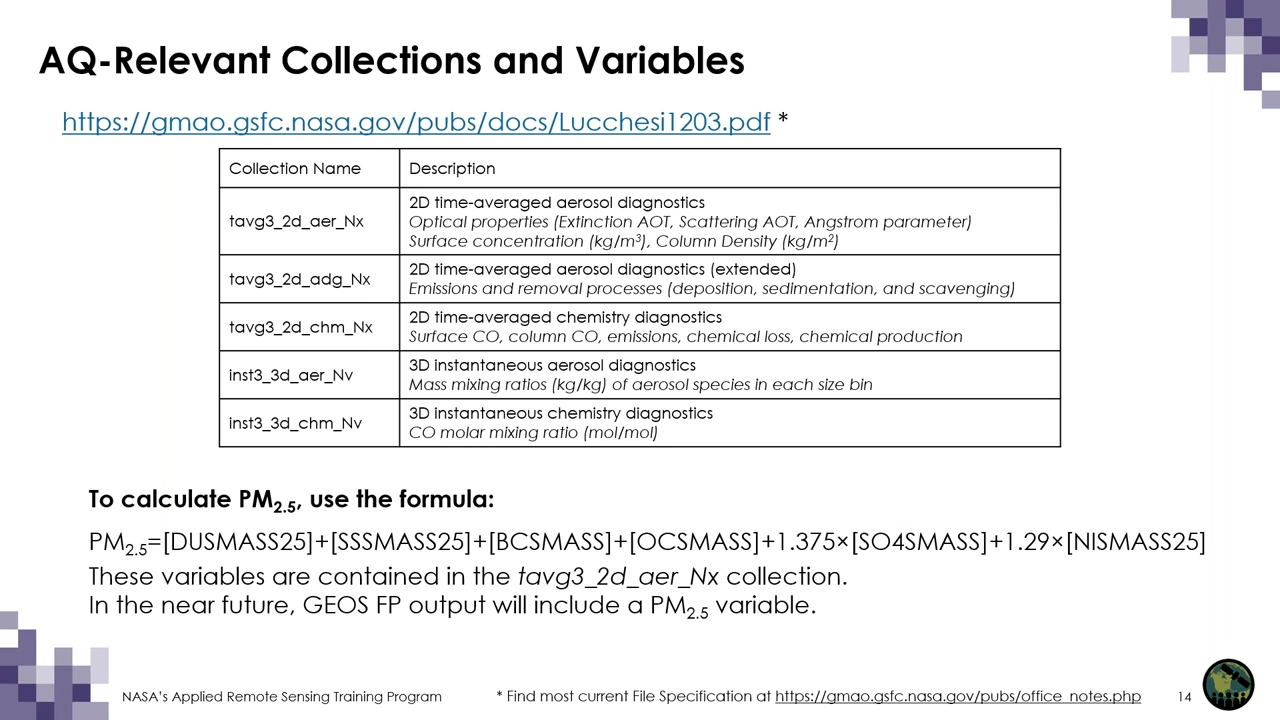 AQ-Relevant Collections and Variables
https://gmao.gsfc.nasa.gov/pubs/docs/Lucchesi1203.pdf *
Collection Name Description
tavg3_2d_aer_Nx 2D time-averaged aerosol diagnostics
Optical properties (Extinction AOT, Scattering AOT, Angstrom parameter)
Surface concentration (kg/m³), Column Density (kg/m²)
tavg3_2d_adg_Nx 2D time-averaged aerosol diagnostics (extended)
Emissions and removal processes (deposition, sedimentation, and scavenging)
tavg3_2d_chm_Nx 2D time-averaged chemistry diagnostics
Surface CO, column CO, emissions, chemical loss, chemical production
inst3_3d_aer_Nv 3D instantaneous aerosol diagnostics
Mass mixing ratios (kg/kg) of aerosol species in each size bin
inst3_3d_chm_Nv 3D instantaneous chemistry diagnostics
CO molar mixing ratio (mol/mol)
To calculate PM2.5, use the formula:
PM2.5=[DUSMASS25]+[SSSMASS25]+[BCSMASS]+[OCSMASS]+1.375×[SO4SMASS]+1.29×[NISMASS25]
These variables are contained in the tavg3_2d_aer_Nx collection.
In the near future, GEOS FP output will include a PM2.5 variable.
NASA's Applied Remote Sensing Training Program
* Find most current File Specification at https://gmao.gsfc.nasa.gov/pubs/office_notes.php
14